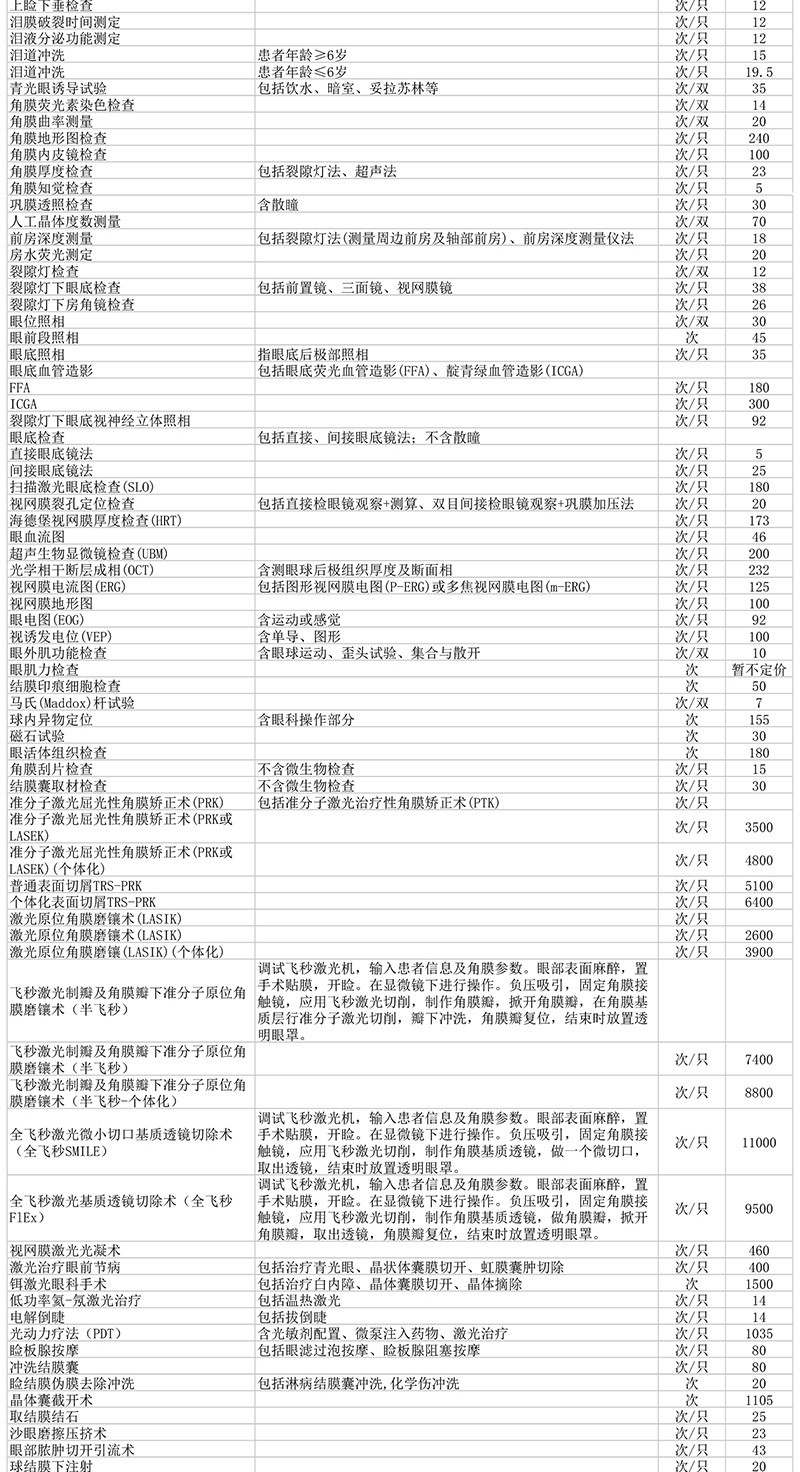 上睑下垂检查 次/只 12
泪膜破裂时间测定 次/只 12
泪液分泌功能测定 次/只 12
泪道冲洗 患者年龄≥6岁 次/只 15
泪道冲洗 患者年龄≤6岁 次/只 19.5
青光眼诱导试验 包括饮水、暗室、妥拉苏林等 次/双 35
角膜荧光素染色检查 次/双 14
角膜曲率测量 次/双 20
角膜地形图检查 次/只 240
角膜内皮镜检查 次/只 100
角膜厚度检查 包括裂隙灯法、超声法 次/只 23
角膜知觉检查 次/只 5
巩膜透照检查 含散瞳 次/只 30
人工晶体度数测量 次/双 70
前房深度测量 包括裂隙灯法(测量周边前房及轴部前房)、前房深度测量仪法 次/只 18
房水荧光测定 次/只 20
裂隙灯检查 次/双 12
裂隙灯下眼底检查 包括前置镜、三面镜、视网膜镜 次/只 38
裂隙灯下房角镜检查 次/只 26
眼位照相 次/双 30
眼前段照相 次 45
眼底照相 指眼底后极部照相 次/只 35
眼底血管造影 包括眼底荧光血管造影(FFA)、靛青绿血管造影(ICGA)
FFA 次/只 180
ICGA 次/只 300
裂隙灯下眼底视神经立体照相 次/只 92
眼底检查 包括直接、间接眼底镜法；不含散瞳
直接眼底镜法 次/只 5
间接眼底镜法 次/只 25
扫描激光眼底检查(SLO) 次/只 180
视网膜裂孔定位检查 包括直接检眼镜观察+测算、双目间接检眼镜观察+巩膜加压法 次/只 20
海德堡视网膜厚度检查(HRT) 次/只 173
眼血流图 次/只 46
超声生物显微镜检查(UBM) 次/只 200
光学相干断层成相(OCT) 含测眼球后极组织厚度及断面相 次/只 232
视网膜电流图(ERG) 包括图形视网膜电图(P-ERG)或多焦视网膜电图(m-ERG) 次/只 125
视网膜地形图 次/只 100
眼电图(EOG) 含运动或感觉 次/只 92
视诱发电位(VEP) 含单导、图形 次/只 100
眼外肌功能检查 含眼球运动、歪头试验、集合与散开 次/双 10
眼肌力检查 次 暂不定价
结膜印痕细胞检查 次 50
马氏(Maddox)杆试验 次/双 7
球内异物定位 含眼科操作部分 次 155
磁石试验 次 30
眼活体组织检查 次 180
角膜刮片检查 不含微生物检查 次/只 15
结膜囊取材检查 不含微生物检查 次/只 30
准分子激光屈光性角膜矫正术(PRK) 包括准分子激光治疗性角膜矫正术(PTK) 次/只
准分子激光屈光性角膜矫正术(PRK或
LASEK) 次/只 3500
准分子激光屈光性角膜矫正术(PRK或
LASEK)(个体化) 次/只 4800
普通表面切屑TRS-PRK 次/只 5100
个体化表面切屑TRS-PRK 次/只 6400
激光原位角膜磨镶术(LASIK) 次/只
激光原位角膜磨镶术(LASIK) 次/只 2600
激光原位角膜磨镶(LASIK)(个体化) 次/只 3900
飞秒激光制瓣及角膜瓣下准分子原位角
膜磨镶术（半飞秒）
调试飞秒激光机，输入患者信息及角膜参数。眼部表面麻醉，置
手术贴膜，开睑。在显微镜下进行操作。负压吸引，固定角膜接
触镜，应用飞秒激光切削，制作角膜瓣，掀开角膜瓣，在角膜基
质层行准分子激光切削，瓣下冲洗，角膜瓣复位，结束时放置透
明眼罩。
飞秒激光制瓣及角膜瓣下准分子原位角
膜磨镶术（半飞秒） 次/只 7400
飞秒激光制瓣及角膜瓣下准分子原位角
膜磨镶术（半飞秒-个体化） 次/只 8800
全飞秒激光微小切口基质透镜切除术
（全飞秒SMILE）
调试飞秒激光机，输入患者信息及角膜参数。眼部表面麻醉，置
手术贴膜，开睑。在显微镜下进行操作。负压吸引，固定角膜接
触镜，应用飞秒激光切削，制作角膜基质透镜，做一个微切口，
取出透镜，结束时放置透明眼罩。
次/只 11000
全飞秒激光基质透镜切除术（全飞秒
FlEx）
调试飞秒激光机，输入患者信息及角膜参数。眼部表面麻醉，置
手术贴膜，开睑。在显微镜下进行操作。负压吸引，固定角膜接
触镜，应用飞秒激光切削，制作角膜基质透镜，做角膜瓣，掀开
角膜瓣，取出透镜，角膜瓣复位，结束时放置透明眼罩。
次/只 9500
视网膜激光光凝术 次/只 460
激光治疗眼前节病 包括治疗青光眼、晶状体囊膜切开、虹膜囊肿切除 次/只 400
铒激光眼科手术 包括治疗白内障、晶体囊膜切开、晶体摘除 次 1500
低功率氦-氖激光治疗 包括温热激光 次/只 14
电解倒睫 包括拔倒睫 次/只 14
光动力疗法（PDT） 含光敏剂配置、微泵注入药物、激光治疗 次/只 1035
睑板腺按摩 包括眼滤过泡按摩、睑板腺阻塞按摩 次/只 80
冲洗结膜囊 次/只 80
睑结膜伪膜去除冲洗 包括淋病结膜囊冲洗,化学伤冲洗 次 20
晶体囊截开术 次 1105
取结膜结石 次/只 25
沙眼磨擦压挤术 次/只 23
眼部脓肿切开引流术 次/只 43
球结膜下注射 次/只 20